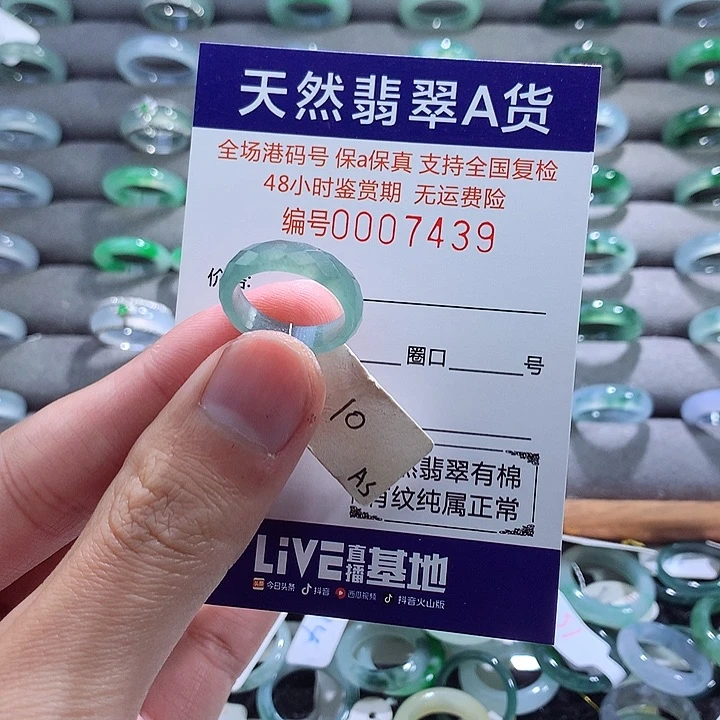 天然翡翠A货
全场港码号 保a保真 支持全国复检
48小时鉴赏期 无运费险
编号0007439
价
圈口 号
10
A5
翡翠有棉
纹纯属正常
LiVE直播基地
今日头条 抖音 西瓜视频 抖音火山版